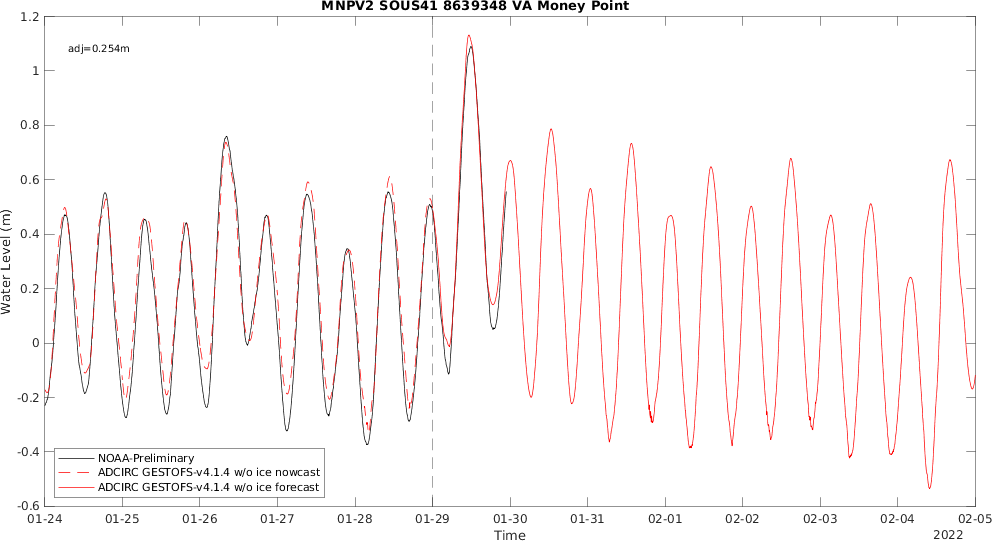 MNPV2 SOUS41 8639348 VA Money Point
adj=0.254m
1.2
1
0.8
0.6
0.4
0.2
0
-0.2
-0.4
-0.6
Water Level (m)
NOAA-Preliminary
ADCIRC GESTOFS-v4.1.4 w/o ice nowcast
ADCIRC GESTOFS-v4.1.4 w/o ice forecast
01-24 01-25 01-26 01-27 01-28 01-29 01-30 01-31 02-01 02-02 02-03 02-04 02-05
Time
2022